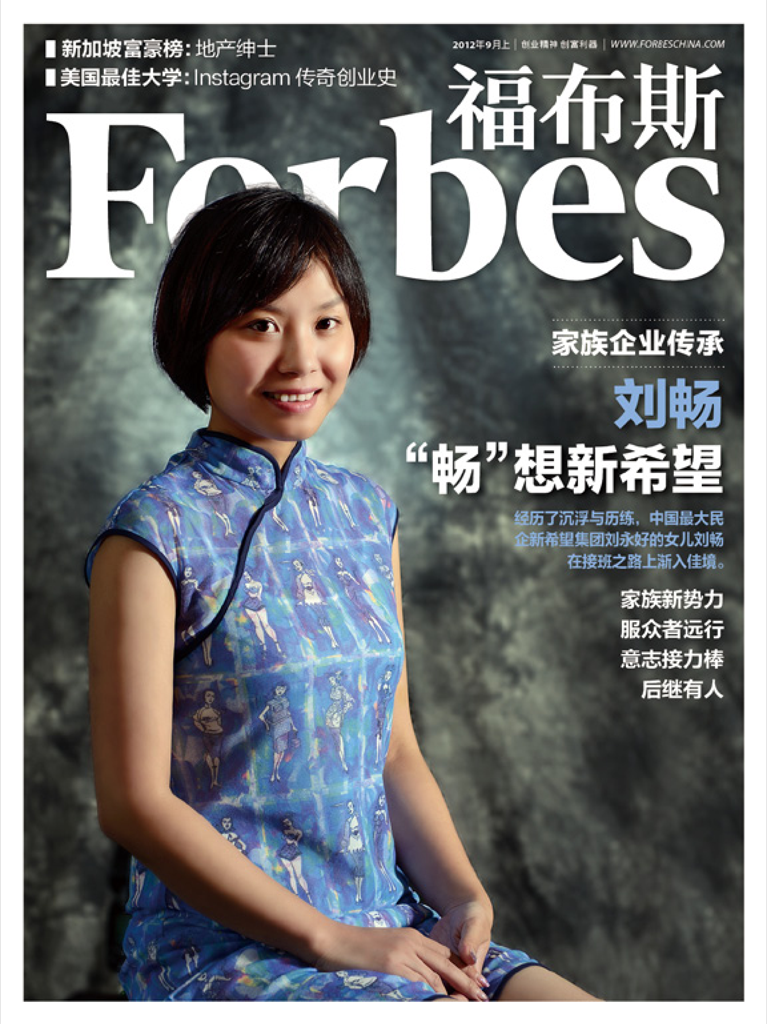 新加坡富豪榜：地产绅士
美国最佳大学：Instagram 传奇创业史
2012年9月上 | 创业精神 创富利器 | WWW.FORBESCHINA.COM
福布斯
Forbes
家族企业传承
刘畅
“畅”想新希望
经历了沉浮与历练，中国最大民
企新希望集团刘永好的女儿刘畅
在接班之路上渐入佳境。
家族新势力
服众者远行
意志接力棒
后继有人